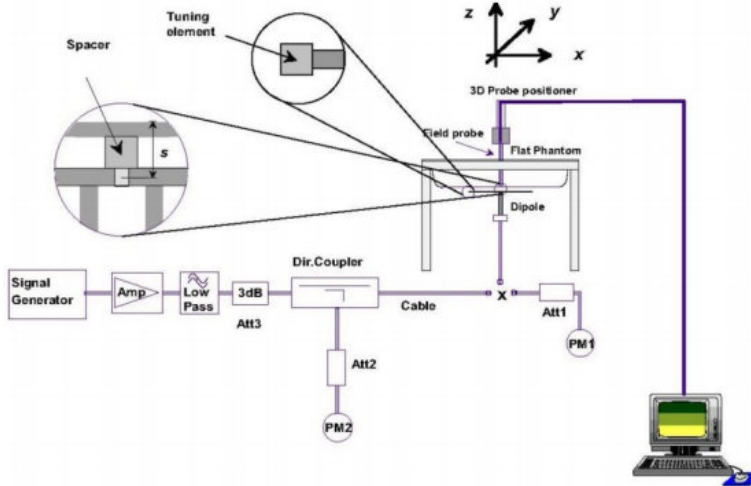 Tuning
element
Spacer
z
y
x
3D Probe positioner
s
Field probe
Flat Phantom
Dipole
Dir.Coupler
Signal
Generator
Amp
Low
Pass
3dB
Cable
x
Att1
Att3
PM1
Att2
PM2